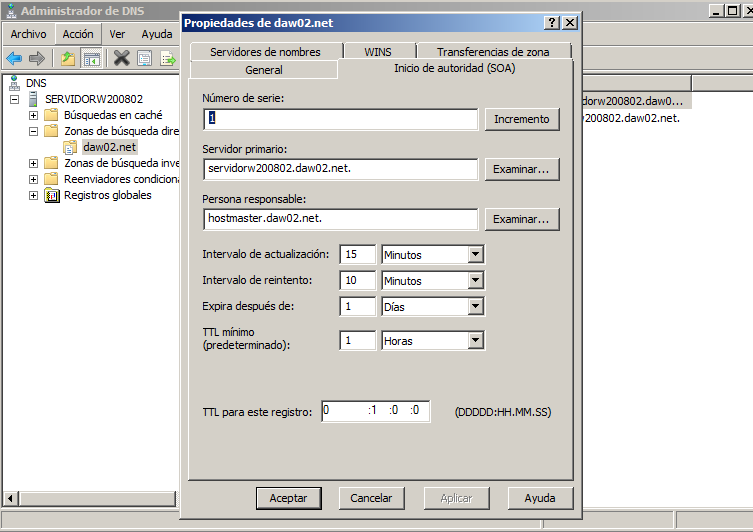 Administrador de DNS
Archivo Acción Ver Ayuda
DNS
SERVIDORW200802
Búsquedas en caché
Zonas de búsqueda dire
daw02.net
Zonas de búsqueda inve
Reenviadores condiciona
Registros globales
Propiedades de daw02.net
Servidores de nombres WINS Transferencias de zona
General Inicio de autoridad (SOA)
Número de serie:
1 Incremento
Servidor primario:
servidorw200802.daw02.net. Examinar...
Persona responsable:
hostmaster.daw02.net. Examinar...
Intervalo de actualización: 15 Minutos
Intervalo de reintento: 10 Minutos
Expira después de: 1 Días
TTL mínimo
(predeterminado): 1 Horas
TTL para este registro: 0 :1 :0 :0 (DDDDD:HH.MM.SS)
Aceptar Cancelar Aplicar Ayuda
dorw200802.daw0...
w200802.daw02.net.